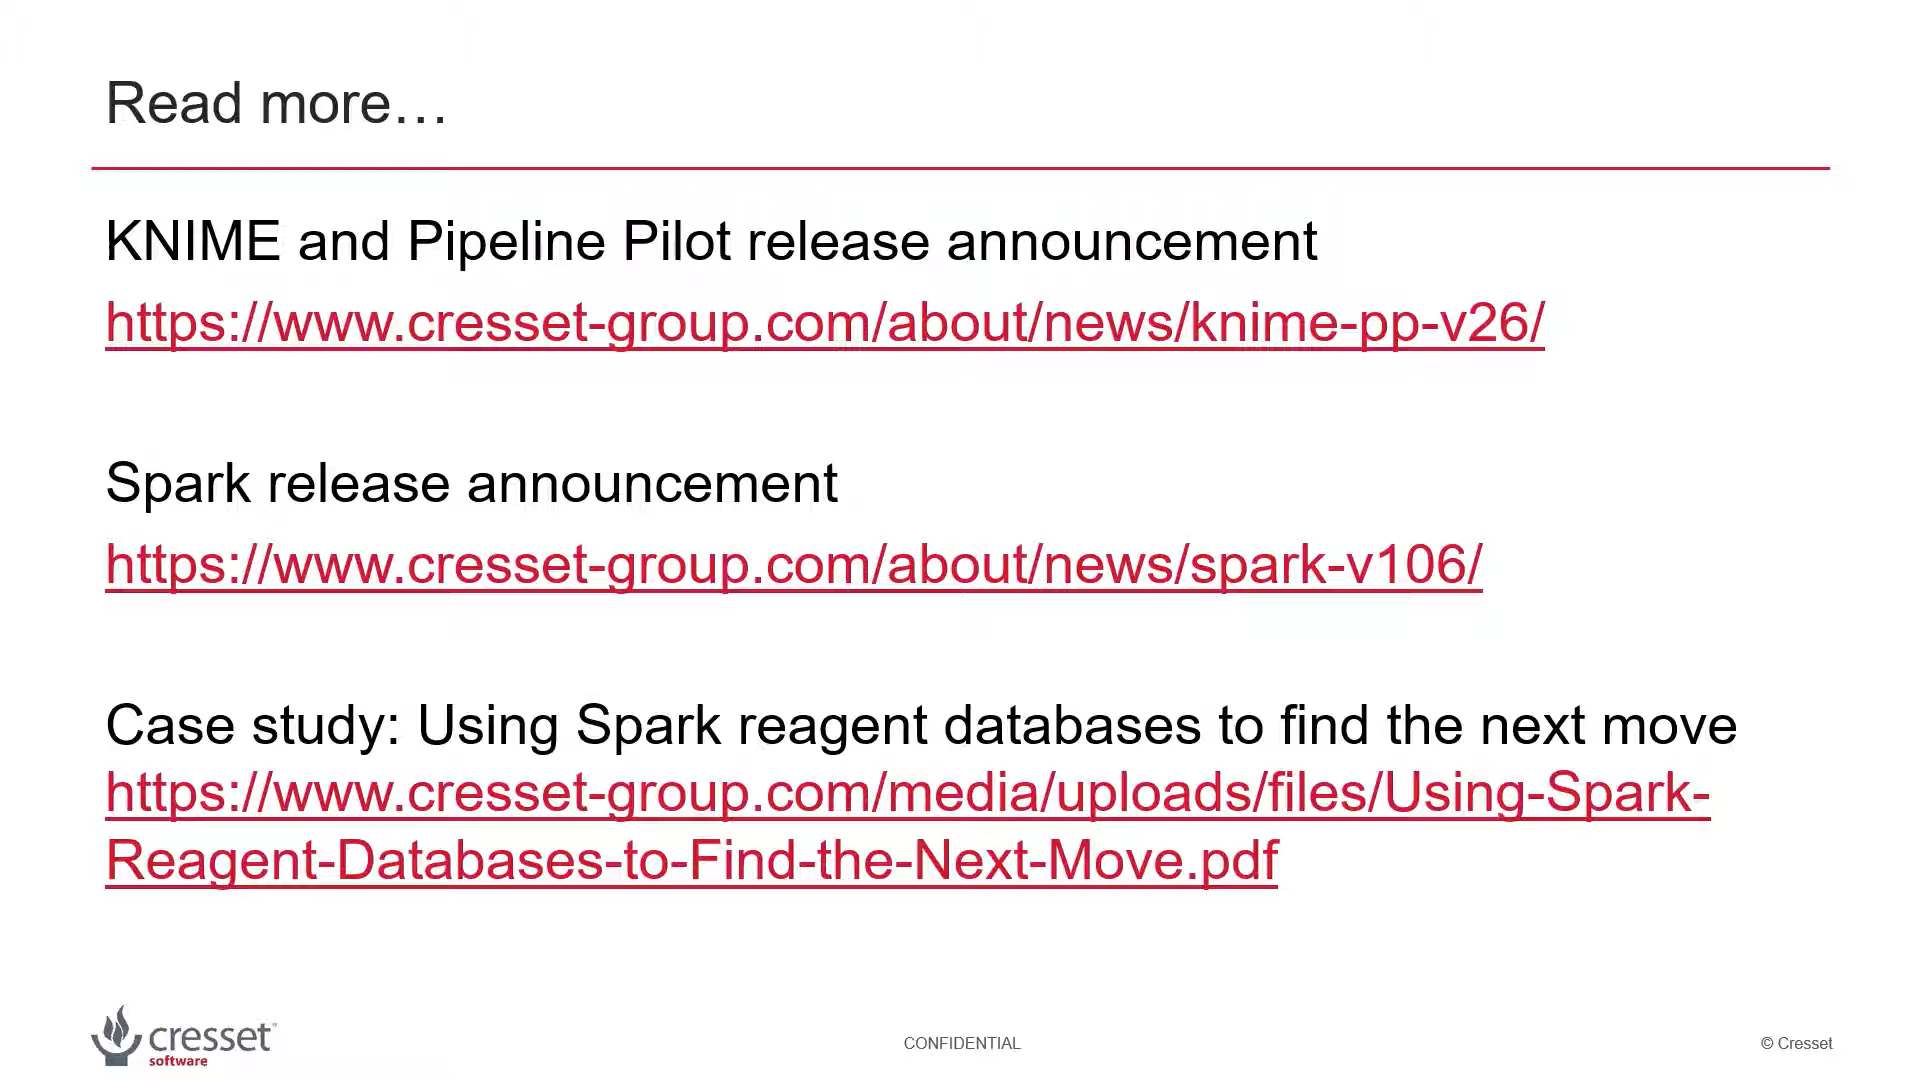 Read more…
KNIME and Pipeline Pilot release announcement
https://www.cresset-group.com/about/news/knime-pp-v26/
Spark release announcement
https://www.cresset-group.com/about/news/spark-v106/
Case study: Using Spark reagent databases to find the next move
https://www.cresset-group.com/media/uploads/files/Using-Spark-
Reagent-Databases-to-Find-the-Next-Move.pdf
cresset
software
CONFIDENTIAL
© Cresset